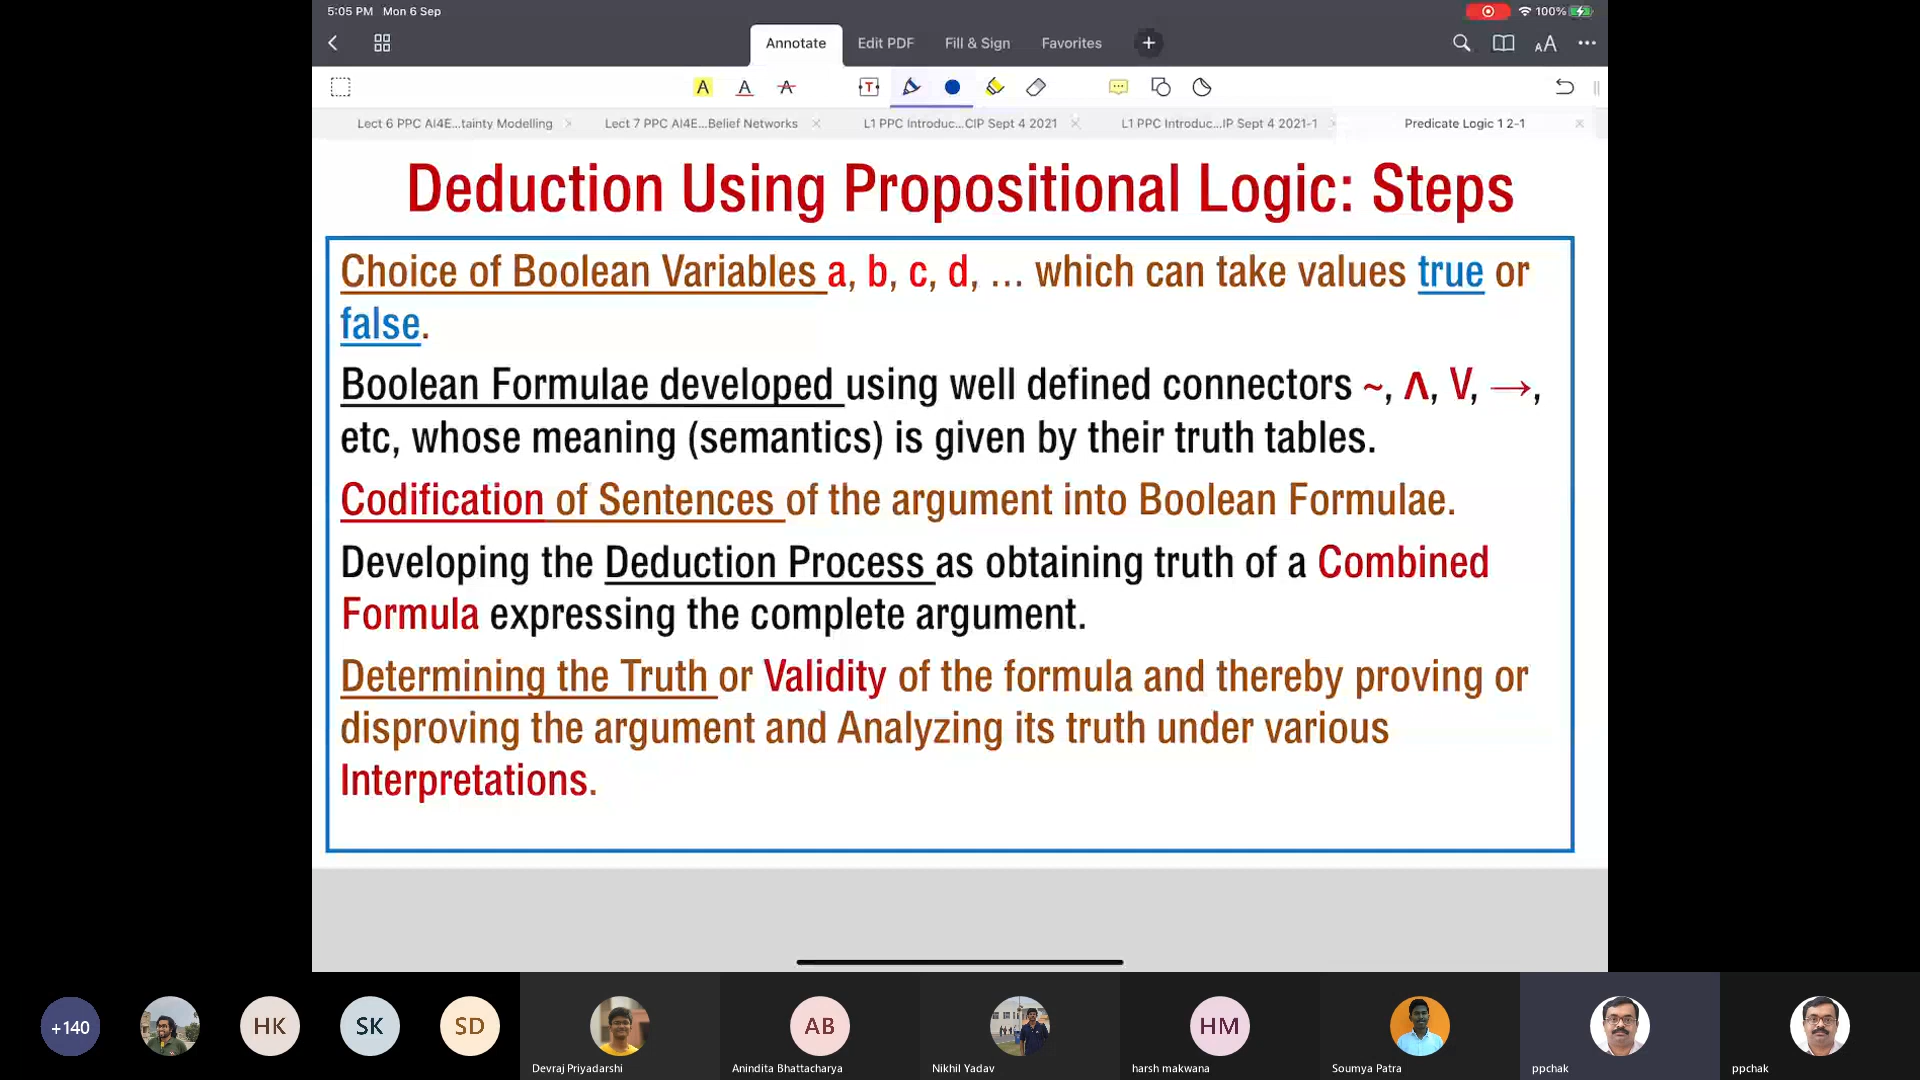 5:05 PM Mon 6 Sep
100%
Annotate Edit PDF Fill & Sign Favorites
AA
A A A T
Lect 6 PPC AI4E...tainty Modelling
Lect 7 PPC AI4E...Belief Networks
L1 PPC Introduc...CIP Sept 4 2021
L1 PPC Introduc...IP Sept 4 2021-1
Predicate Logic 1 2-1
Deduction Using Propositional Logic: Steps
Choice of Boolean Variables a, b, c, d, ... which can take values true or
false.
Boolean Formulae developed using well defined connectors ~, Λ, V, →,
etc, whose meaning (semantics) is given by their truth tables.
Codification of Sentences of the argument into Boolean Formulae.
Developing the Deduction Process as obtaining truth of a Combined
Formula expressing the complete argument.
Determining the Truth or Validity of the formula and thereby proving or
disproving the argument and Analyzing its truth under various
Interpretations.
+140 HK SK SD AB HM
Devraj Priyadarshi
Anindita Bhattacharya
Nikhil Yadav
harsh makwana
Soumya Patra
ppchak
ppchak